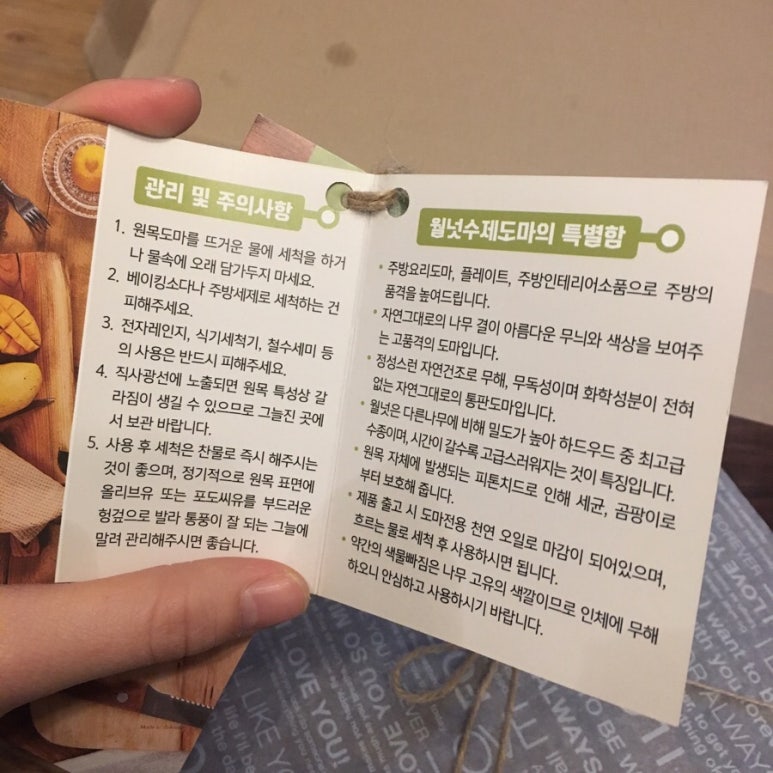 관리 및 주의사항
1. 원목도마를 뜨거운 물에 세척을 하거
나 물속에 오래 담가두지 마세요.
2. 베이킹소다나 주방세제로 세척하는 건
피해주세요.
3. 전자레인지, 식기세척기, 철수세미 등
의 사용은 반드시 피해주세요.
4. 직사광선에 노출되면 원목 특성상 갈
라짐이 생길 수 있으므로 그늘진 곳에
서 보관 바랍니다.
5. 사용 후 세척은 찬물로 즉시 해주시는
것이 좋으며, 정기적으로 원목 표면에
올리브유 또는 포도씨유를 부드러운
헝겊으로 발라 통풍이 잘 되는 그늘에
말려 관리해주시면 좋습니다.
월넛수제도마의 특별함
• 주방요리도마, 플레이트, 주방인테리어소품으로 주방의
품격을 높여드립니다.
• 자연그대로의 나무 결이 아름다운 무늬와 색상을 보여주
는 고품격의 도마입니다.
• 정성스런 자연건조로 무해, 무독성이며 화학성분이 전혀
없는 자연그대로의 통판도마입니다.
• 월넛은 다른나무에 비해 밀도가 높아 하드우드 중 최고급
수종이며, 시간이 갈수록 고급스러워지는 것이 특징입니다.
• 원목 자체에 발생되는 피톤치드로 인해 세균, 곰팡이로
부터 보호해 줍니다.
• 제품 출고 시 도마전용 천연 오일로 마감이 되어있으며,
흐르는 물로 세척 후 사용하시면 됩니다.
• 약간의 색물빠짐은 나무 고유의 색깔이므로 인체에 무해
하오니 안심하고 사용하시기 바랍니다.
I LOVE YOU!
LOVE YOU SO
I LIKE YOU
ALWAYS
I want to be